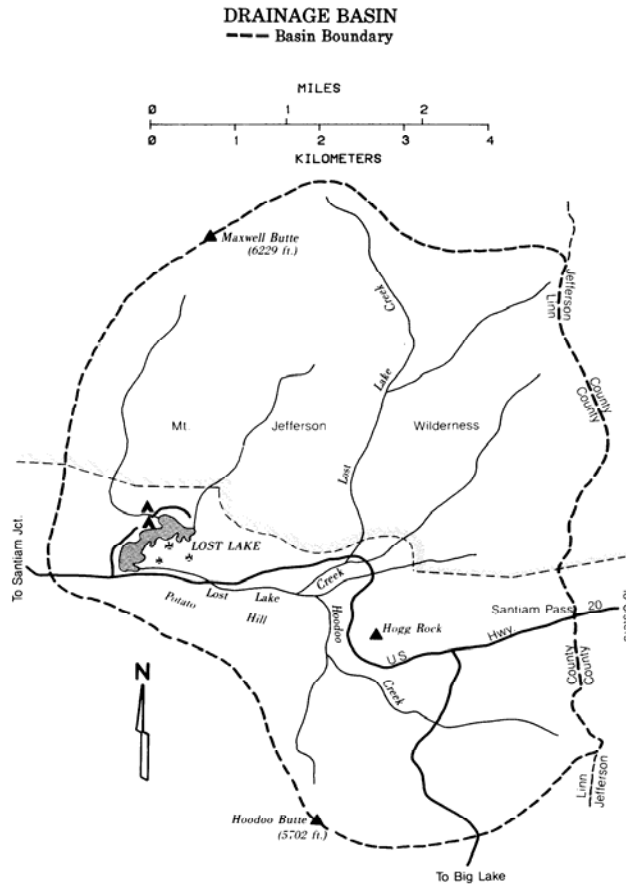 DRAINAGE BASIN
Basin Boundary
MILES
0 1 2
0 1 2 3 4
KILOMETERS
Maxwell Butte
(6229 ft.)
Jefferson
Linn
Creek
Lake
County
County
Mt.
Jefferson
Wilderness
Lost
To Santiam Jct.
LOST LAKE
Creek
Potato
Lost
Lake
Hill
Hoodoo
Santiam Pass
20
Hogg Rock
Hwy.
U.S.
County
County
Creek
N
Linn
Jefferson
Hoodoo Butte
(5702 ft.)
To Big Lake